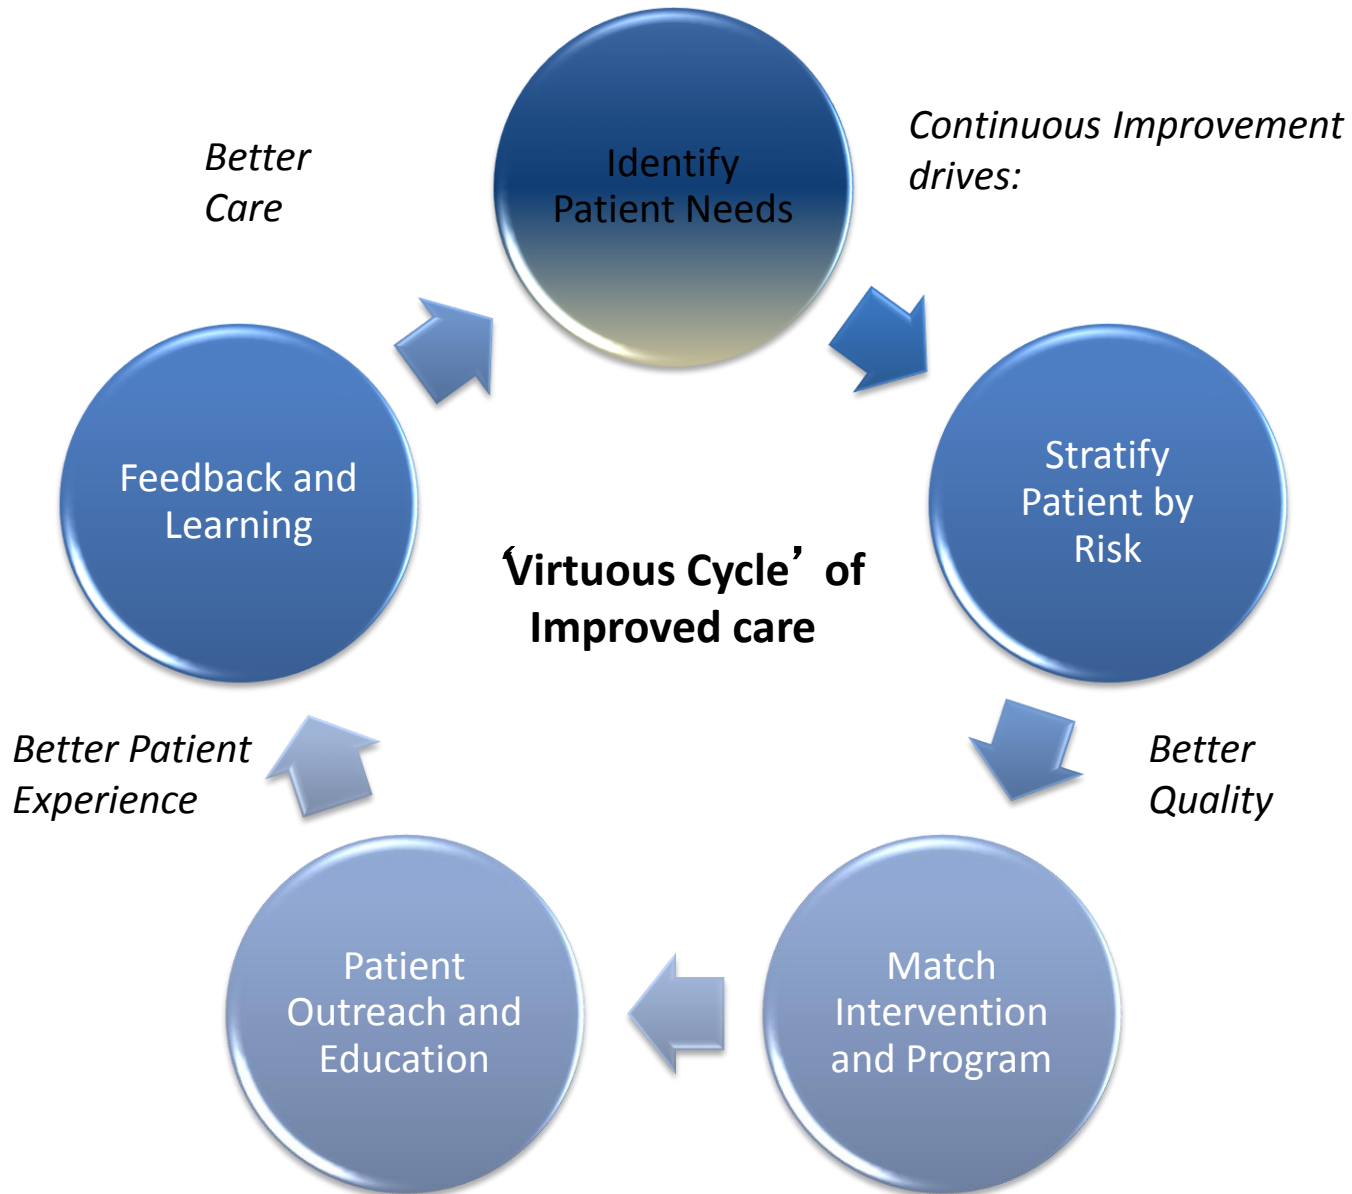 Identify
Patient Needs
Continuous Improvement
drives:
Stratify
Patient by
Risk
Better
Quality
Match
Intervention
and Program
Patient
Outreach and
Education
Better Patient
Experience
Feedback and
Learning
Better
Care
‘Virtuous Cycle’ of
Improved care